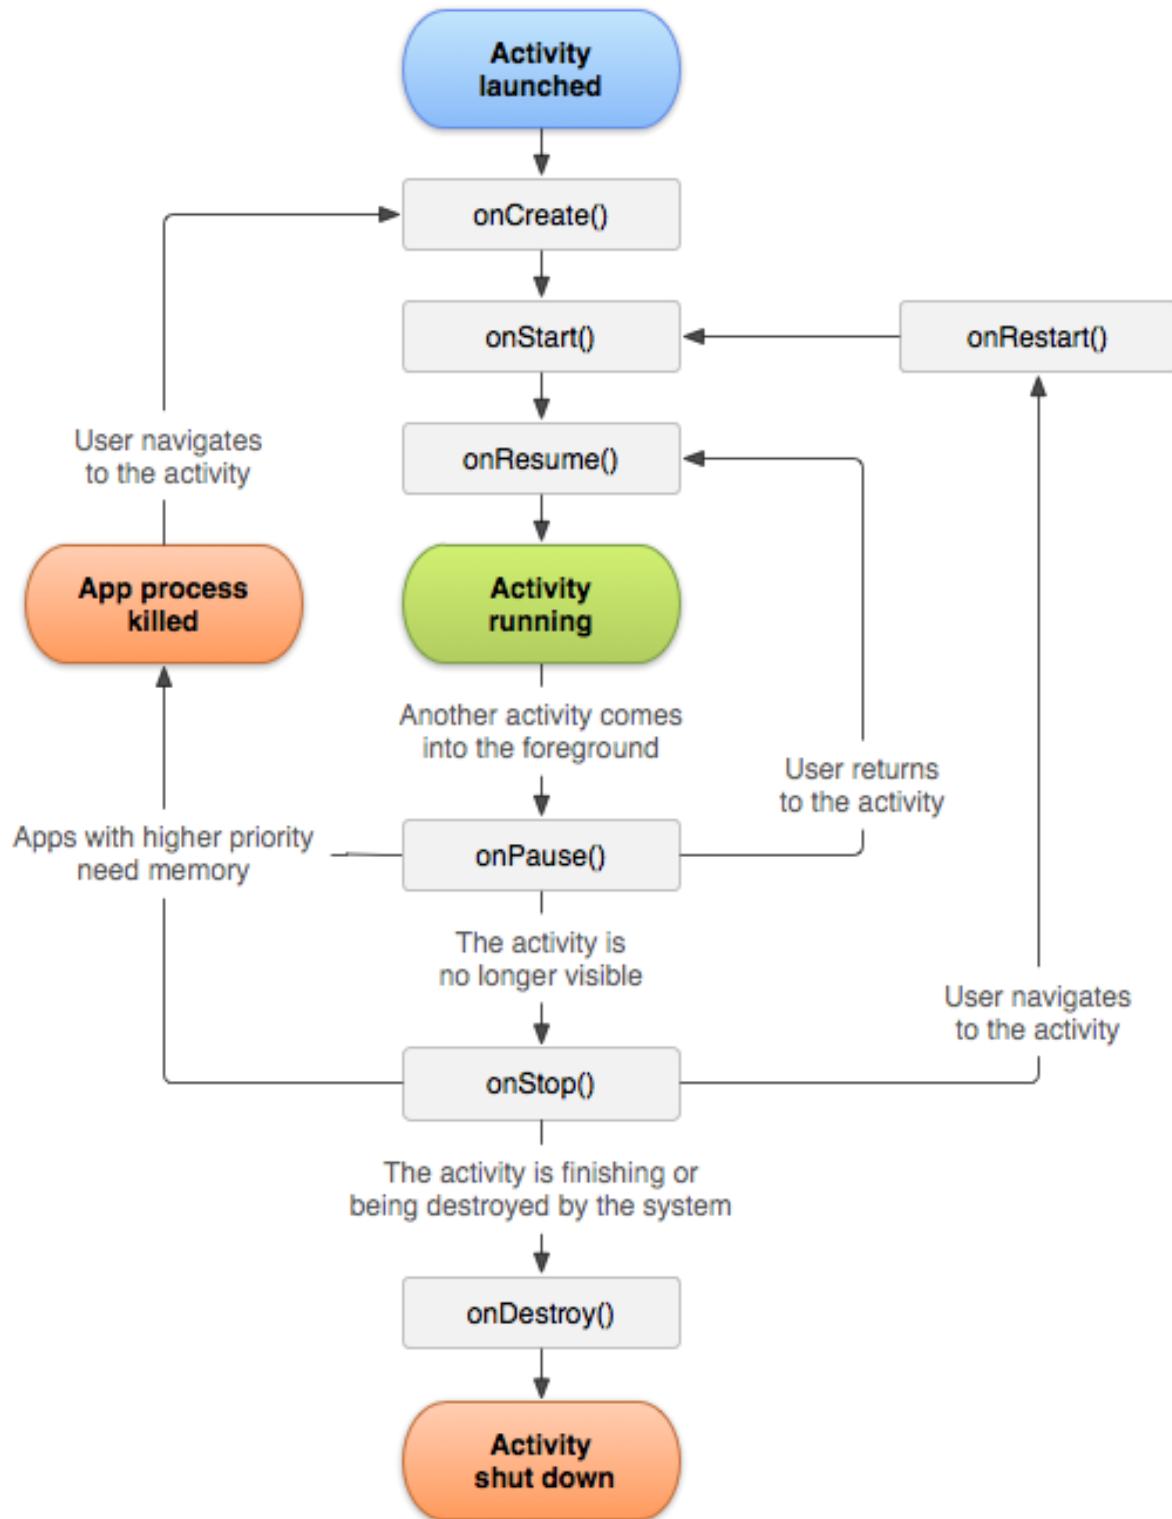 Activity
launched
onCreate()
onStart()
onRestart()
onResume()
User navigates
to the activity
App process
killed
Activity
running
Another activity comes
into the foreground
User returns
to the activity
Apps with higher priority
need memory
onPause()
The activity is
no longer visible
User navigates
to the activity
onStop()
The activity is finishing or
being destroyed by the system
onDestroy()
Activity
shut down